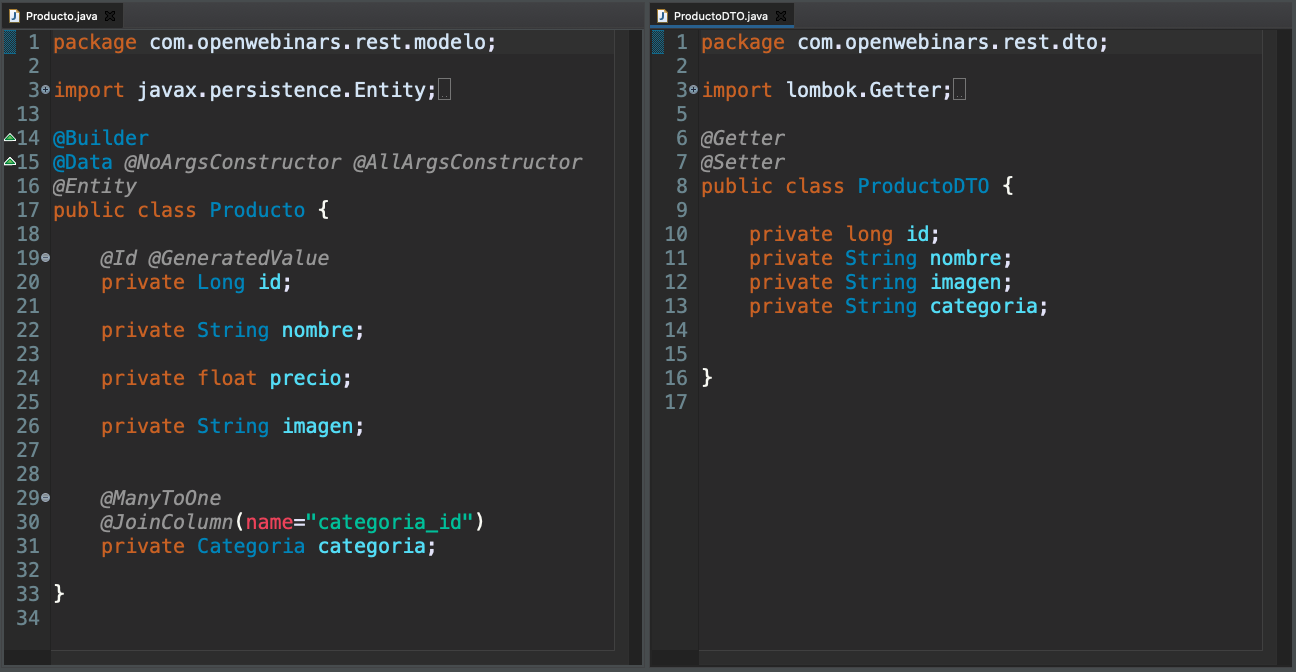 Producto.java
1 package com.openwebinars.rest.modelo;
2
3 import javax.persistence.Entity;
13
14 @Builder
15 @Data @NoArgsConstructor @AllArgsConstructor
16 @Entity
17 public class Producto {
18
19 @Id @GeneratedValue
20 private Long id;
21
22 private String nombre;
23
24 private float precio;
25
26 private String imagen;
27
28
29 @ManyToOne
30 @JoinColumn(name="categoria_id")
31 private Categoria categoria;
32
33 }
34
ProductoDTO.java
1 package com.openwebinars.rest.dto;
2
3 import lombok.Getter;
5
6 @Getter
7 @Setter
8 public class ProductoDTO {
9
10 private long id;
11 private String nombre;
12 private String imagen;
13 private String categoria;
14
15
16 }
17